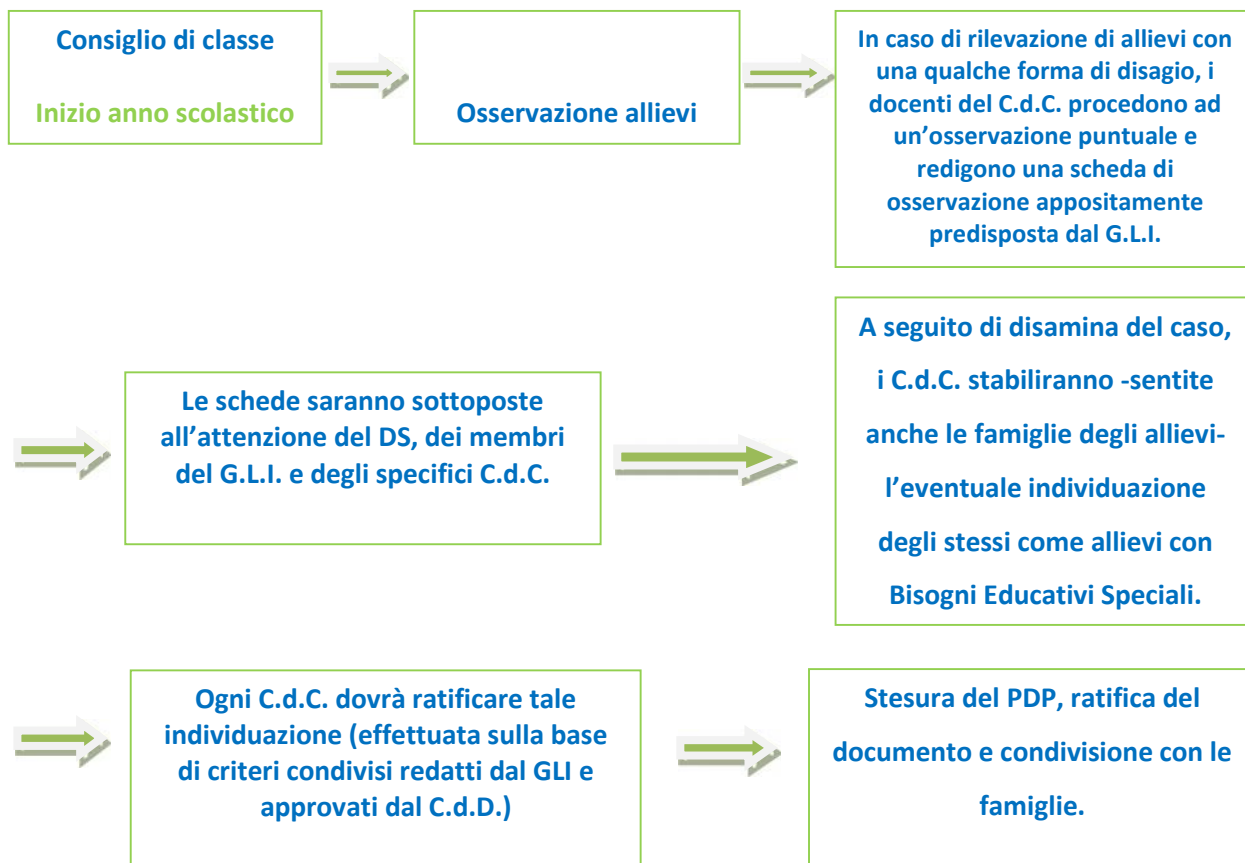 Consiglio di classe
Inizio anno scolastico
Osservazione allievi
In caso di rilevazione di allievi con
una qualche forma di disagio, i
docenti del C.d.C. procedono ad
un’osservazione puntuale e
redigono una scheda di
osservazione appositamente
predisposta dal G.L.I.
Le schede saranno sottoposte
all’attenzione del DS, dei membri
del G.L.I. e degli specifici C.d.C.
A seguito di disamina del caso,
i C.d.C. stabiliranno -sentite
anche le famiglie degli allievi-
l’eventuale individuazione
degli stessi come allievi con
Bisogni Educativi Speciali.
Ogni C.d.C. dovrà ratificare tale
individuazione (effettuata sulla base
di criteri condivisi redatti dal GLI e
approvati dal C.d.D.)
Stesura del PDP, ratifica del
documento e condivisione con le
famiglie.